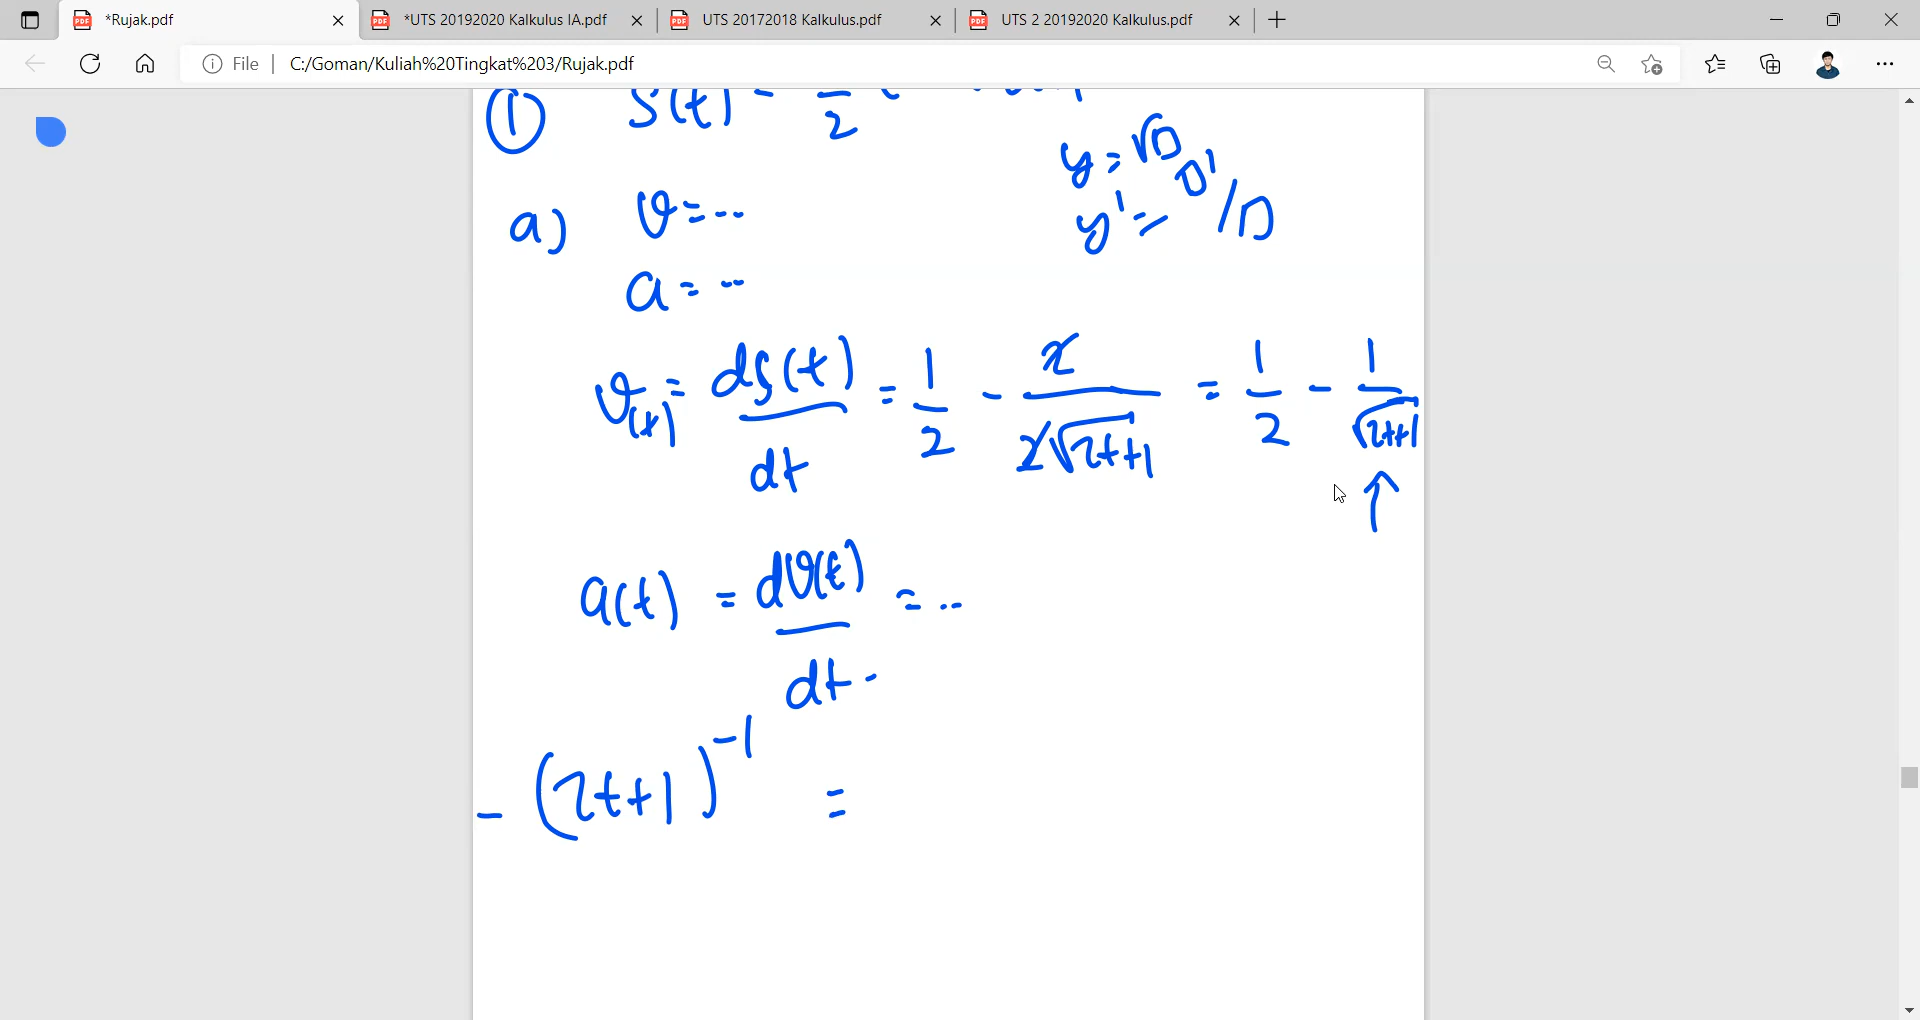 *Rujak.pdf
*UTS 20192020 Kalkulus IA.pdf
UTS 20172018 Kalkulus.pdf
UTS 2 20192020 Kalkulus.pdf
File | C:/Goman/Kuliah%20Tingkat%203/Rujak.pdf
① S(t) = /2
y = √□
a) v = ..
y' = □'/□
a = ..
v(t) = ds(t)/dt = 1/2 - 2/(2√(2t+1)) = 1/2 - 1/√(2t+1)
↑
a(t) = dv(t)/dt = ..
- (2t+1)^-1 =